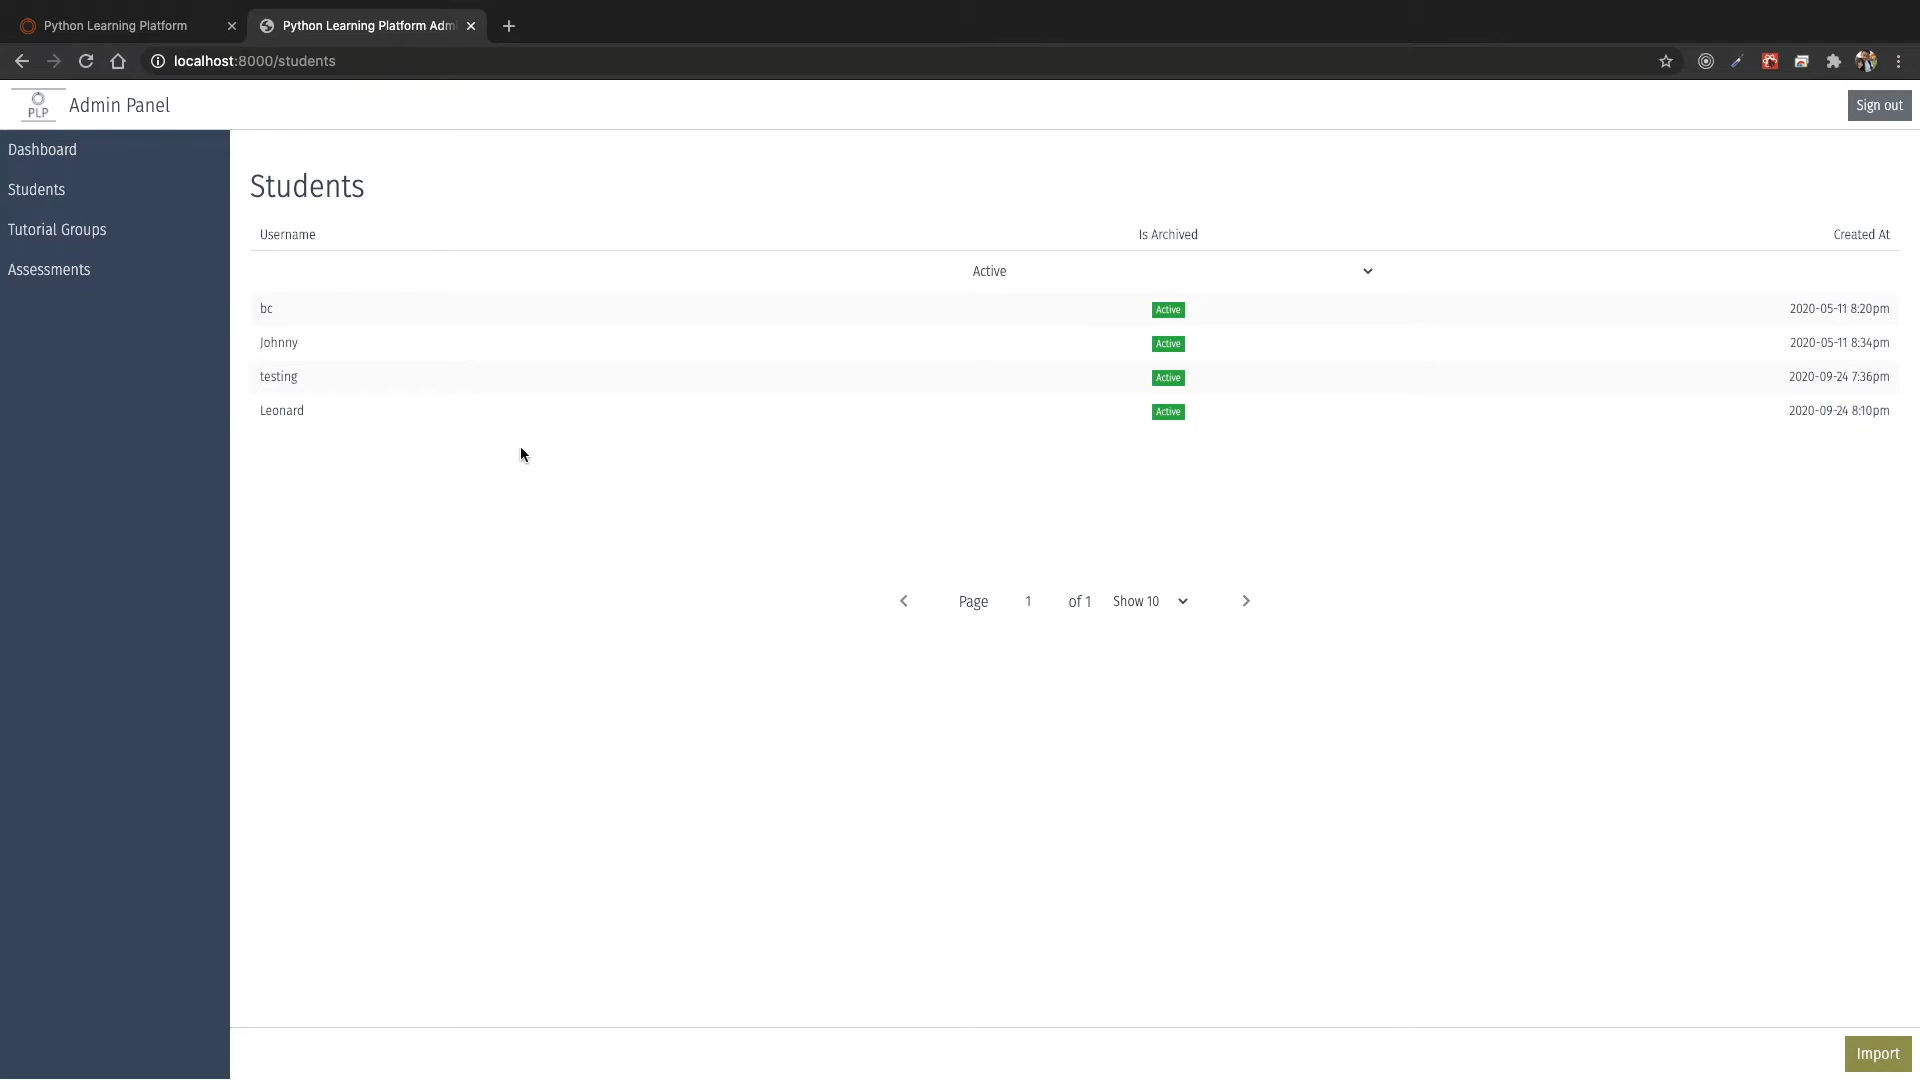 Python Learning Platform
Python Learning Platform Adm
localhost:8000/students
PLP
Admin Panel
Sign out
Dashboard
Students
Tutorial Groups
Assessments
Students
Username Is Archived Created At
Active
bc Active 2020-05-11 8:20pm
Johnny Active 2020-05-11 8:34pm
testing Active 2020-09-24 7:36pm
Leonard Active 2020-09-24 8:10pm
Page 1 of 1 Show 10
Import